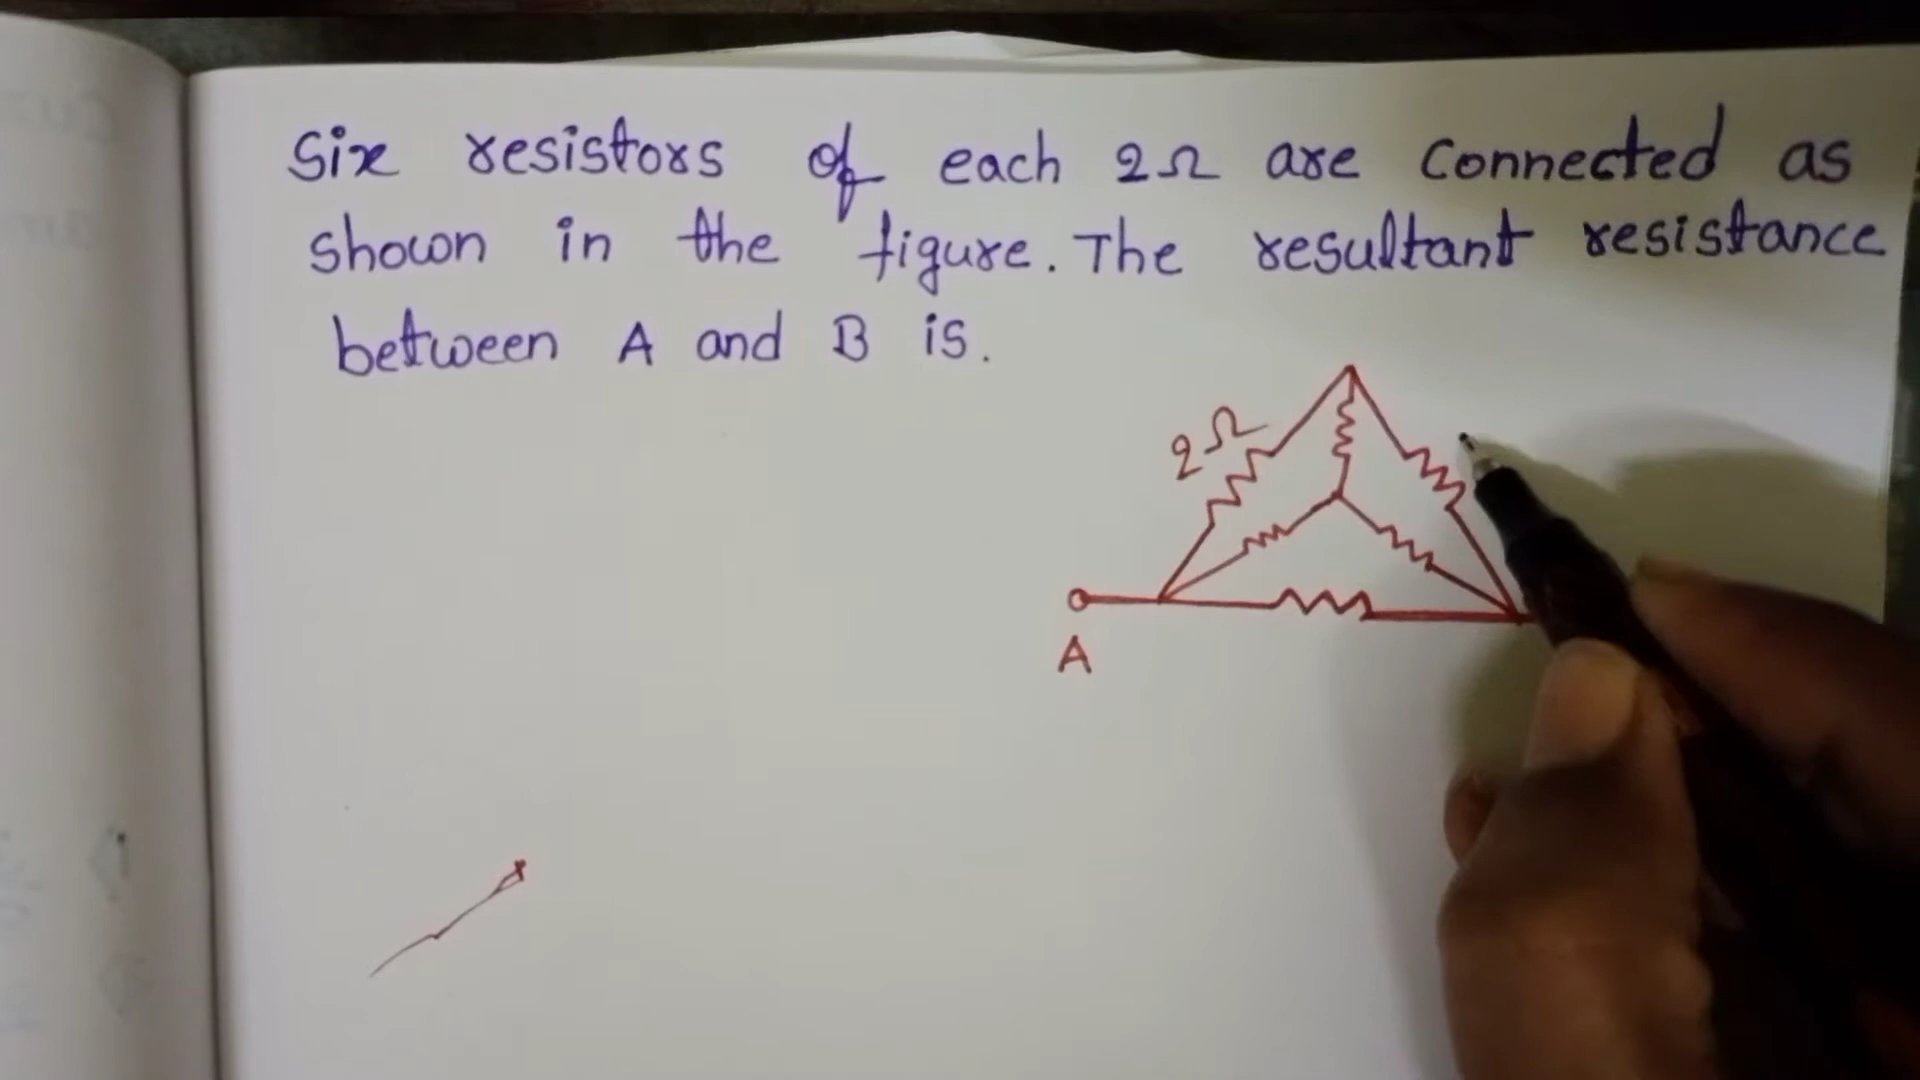 Six resistors of each 2Ω are connected as
shown in the figure. The resultant resistance
between A and B is.
2Ω
A